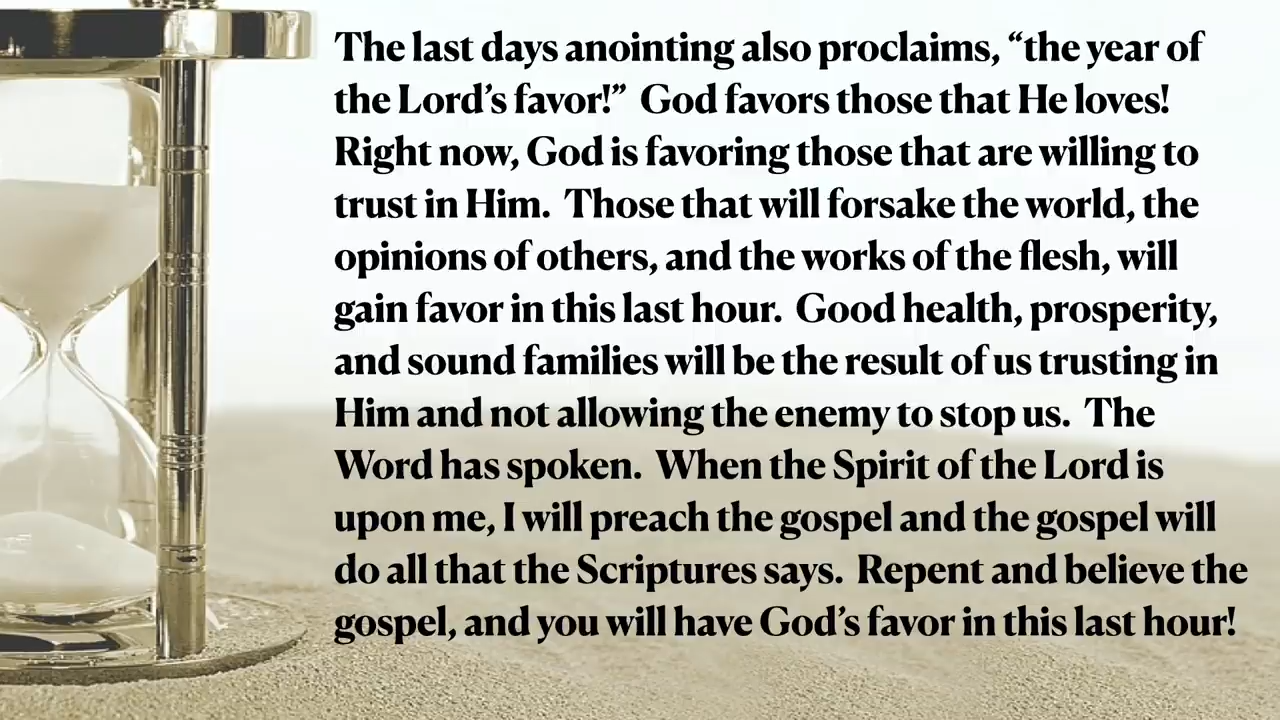 The last days anointing also proclaims, “the year of
the Lord’s favor!”  God favors those that He loves!
Right now, God is favoring those that are willing to
trust in Him.  Those that will forsake the world, the
opinions of others, and the works of the flesh, will
gain favor in this last hour.  Good health, prosperity,
and sound families will be the result of us trusting in
Him and not allowing the enemy to stop us.  The
Word has spoken.  When the Spirit of the Lord is
upon me, I will preach the gospel and the gospel will
do all that the Scriptures says.  Repent and believe the
gospel, and you will have God’s favor in this last hour!